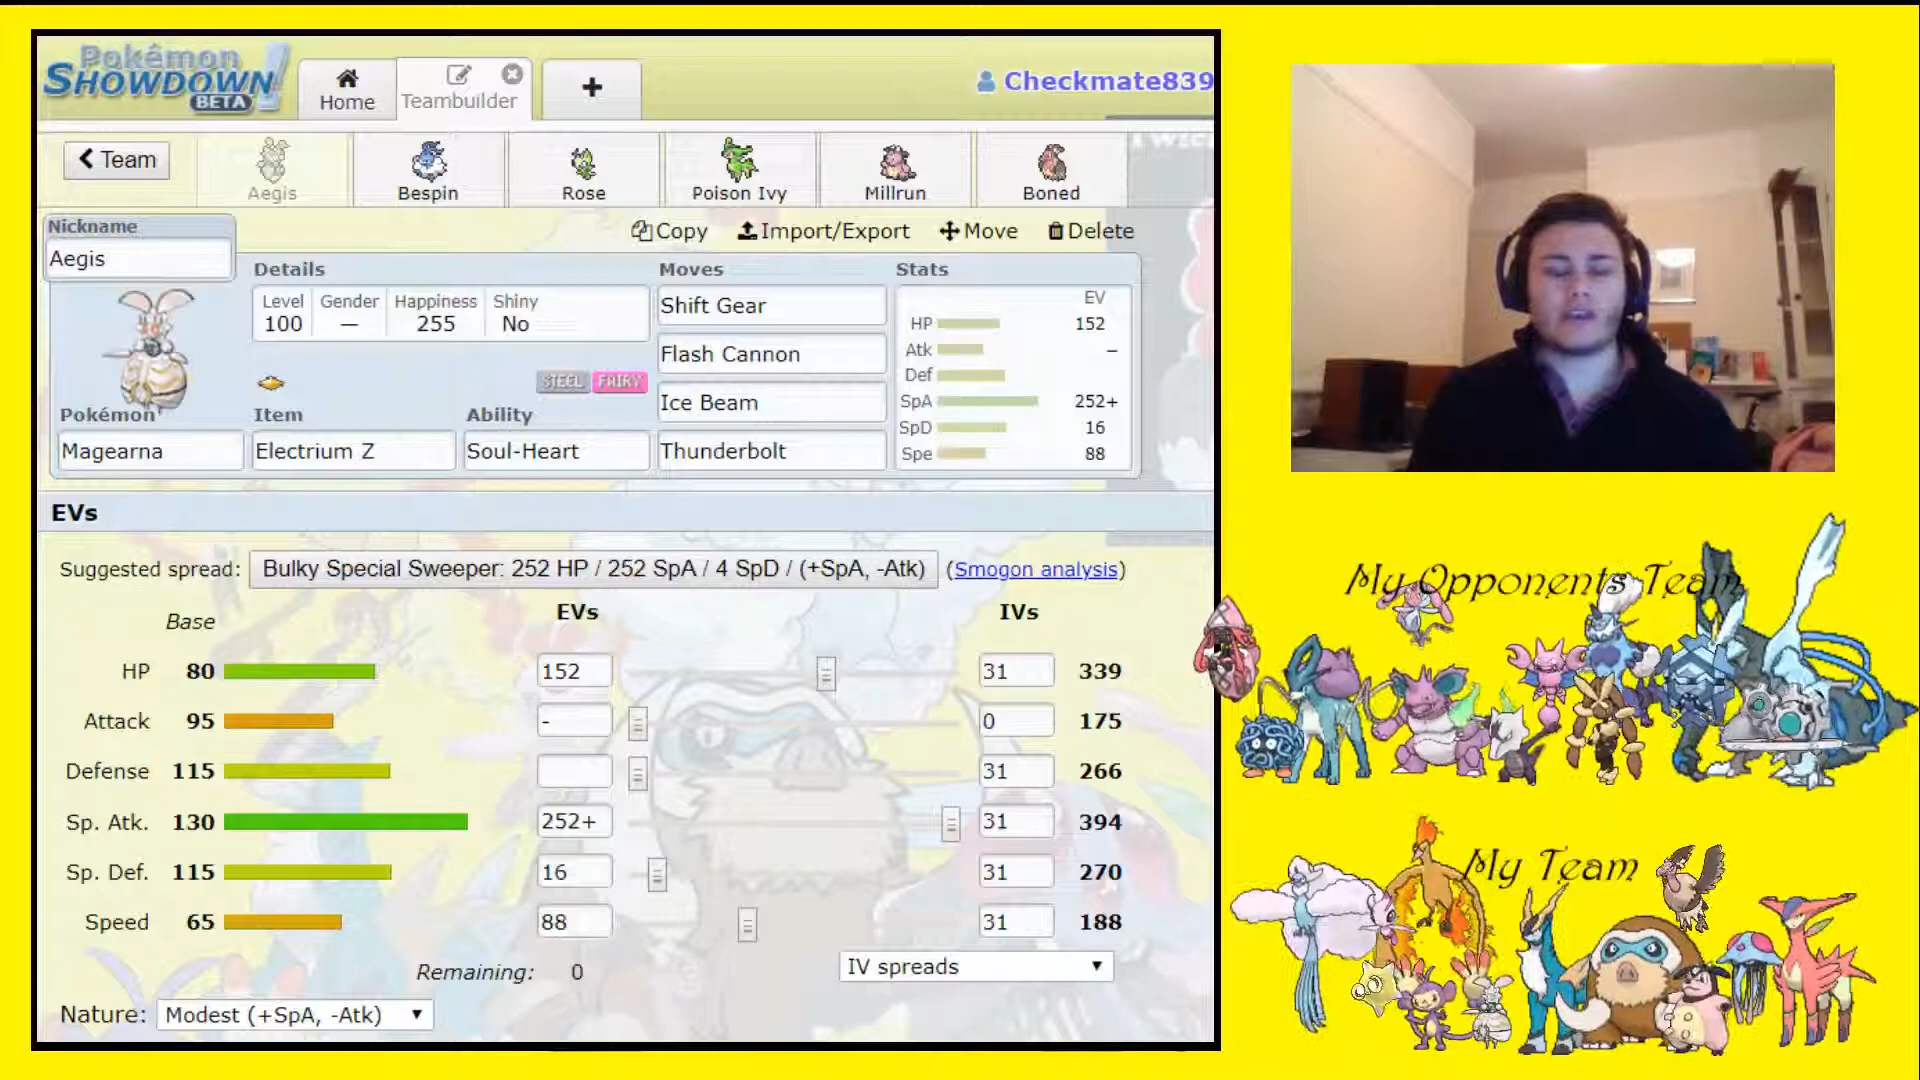 Pokémon
SHOWDOWN!
BETA
Home
Teambuilder
+
Checkmate839
Team
Aegis
Bespin
Rose
Poison Ivy
Millrun
Boned
Nickname
Aegis
Copy
Import/Export
Move
Delete
Details
Moves
Stats
Level
Gender
Happiness
Shiny
100
—
255
No
Shift Gear
Flash Cannon
Ice Beam
Thunderbolt
EV
HP 152
Atk –
Def
SpA 252+
SpD 16
Spe 88
STEEL FAIRY
Pokémon
Item
Ability
Magearna
Electrium Z
Soul-Heart
EVs
Suggested spread: Bulky Special Sweeper: 252 HP / 252 SpA / 4 SpD / (+SpA, -Atk) (Smogon analysis)
Base EVs IVs
HP 80 152 31 339
Attack 95 - 0 175
Defense 115 31 266
Sp. Atk. 130 252+ 31 394
Sp. Def. 115 16 31 270
Speed 65 88 31 188
Remaining: 0
IV spreads
Nature: Modest (+SpA, -Atk)
My Opponents Team
My Team